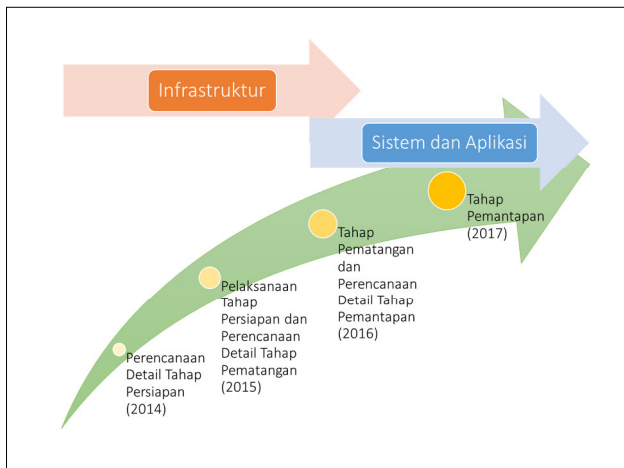 Infrastruktur
Sistem dan Aplikasi
Tahap
Pemantapan
(2017)
Tahap
Pematangan
dan
Perencanaan
Detail Tahap
Pemantapan
(2016)
Pelaksanaan
Tahap
Persiapan dan
Perencanaan
Detail Tahap
Pematangan
(2015)
Perencanaan
Detail Tahap
Persiapan
(2014)